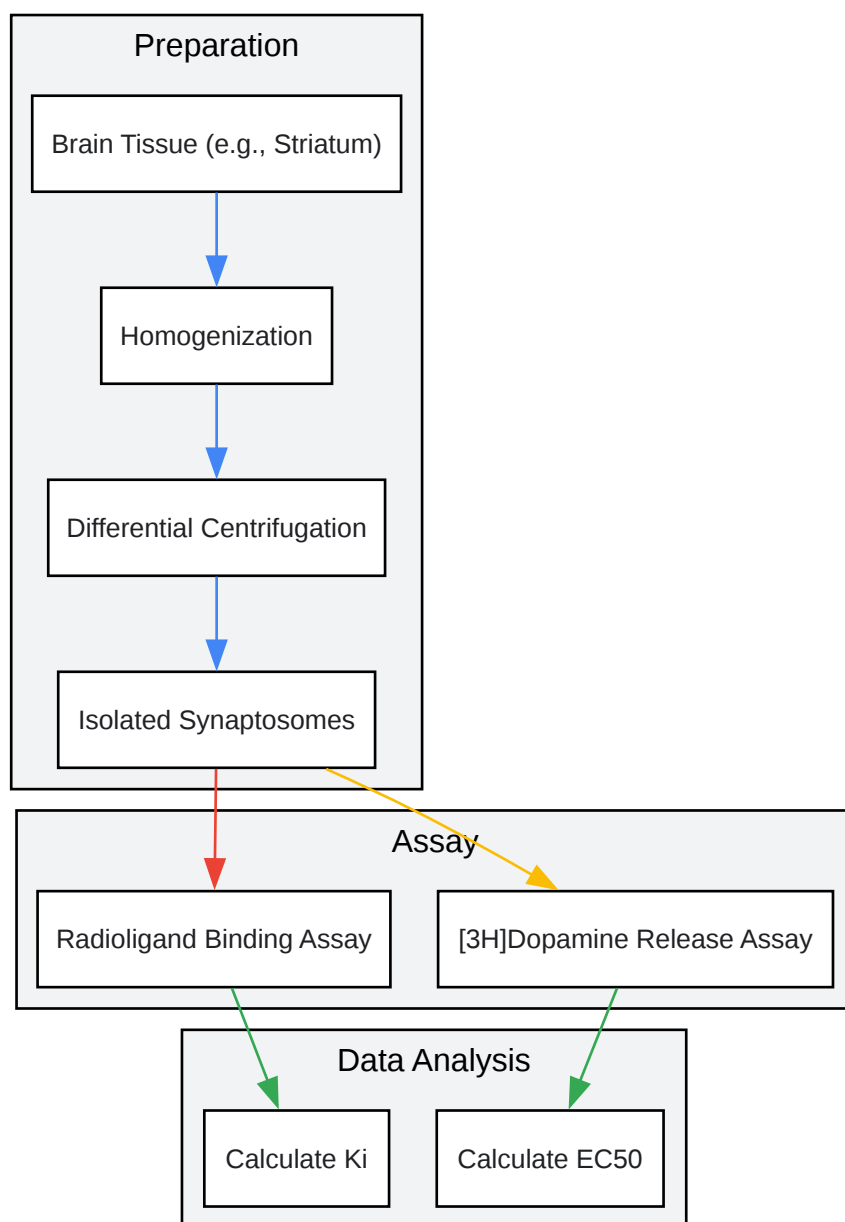 Preparation
Brain Tissue (e.g., Striatum)
Homogenization
Differential Centrifugation
Isolated Synaptosomes
Assay
Radioligand Binding Assay
[3H]Dopamine Release Assay
Data Analysis
Calculate Ki
Calculate EC50